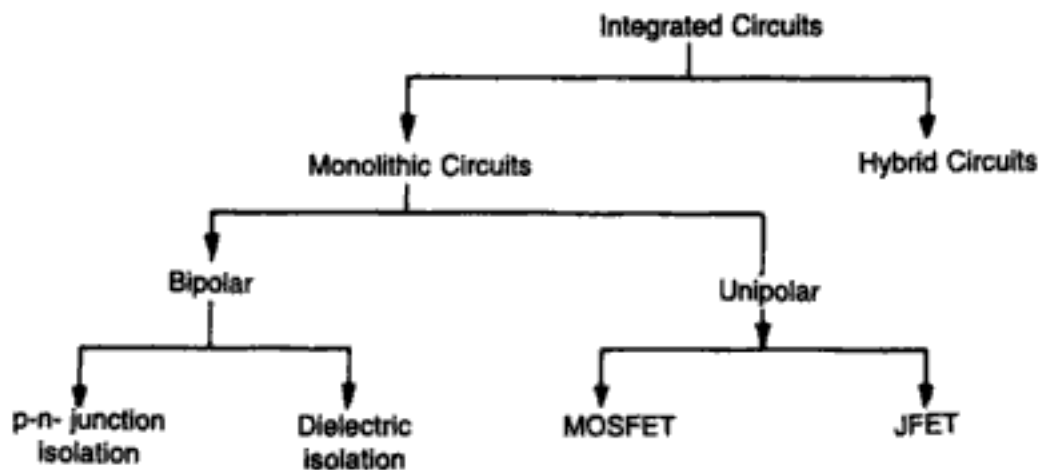 Integrated Circuits
Monolithic Circuits
Hybrid Circuits
Bipolar
Unipolar
p-n- junction
isolation
Dielectric
isolation
MOSFET
JFET